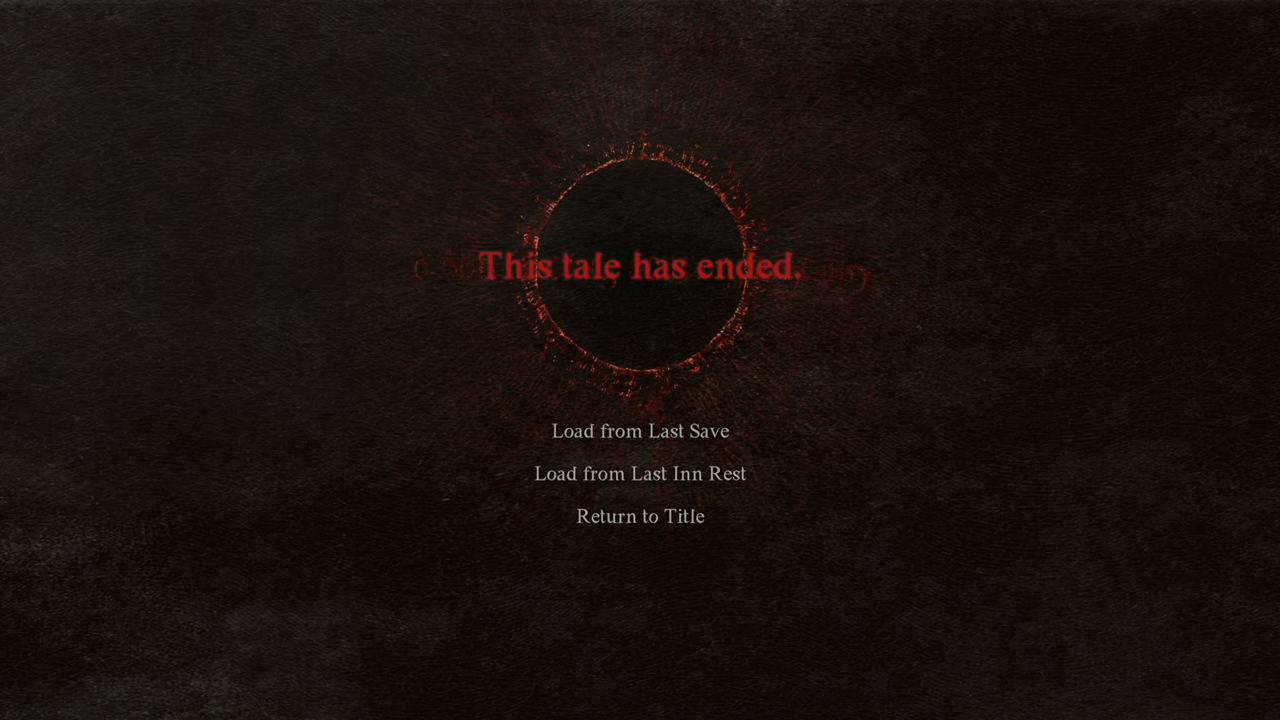 This tale has ended.
Load from Last Save
Load from Last Inn Rest
Return to Title